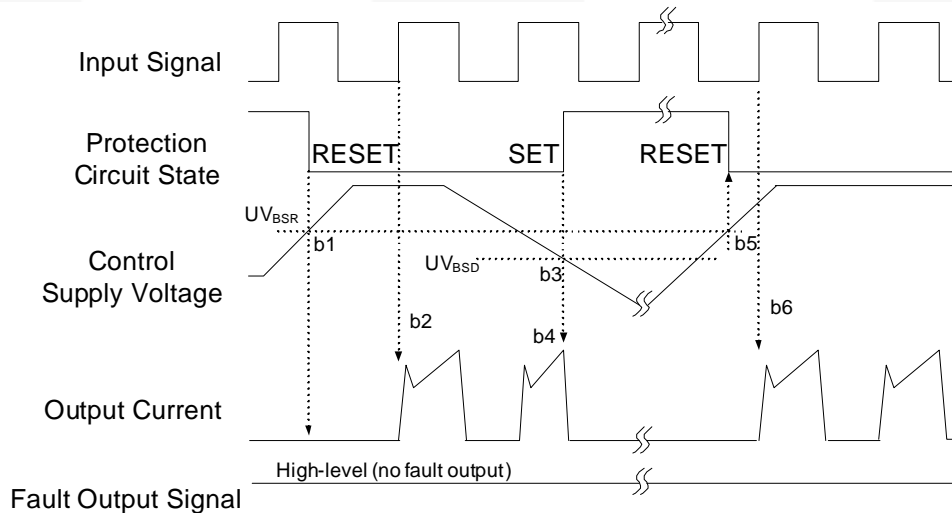 Input Signal
Protection
Circuit State
RESET
SET
RESET
UVBSR
b1
b5
Control
Supply Voltage
UVBSD
b3
b2
b4
b6
Output Current
High-level (no fault output)
Fault Output Signal